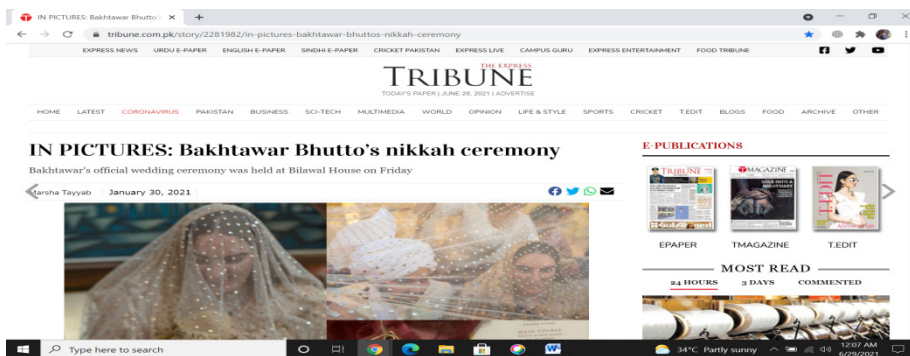 IN PICTURES: Bakhtawar Bhutto's
tribune.com.pk/story/2281982/in-pictures-bakhtawar-bhuttos-nikkah-ceremony
EXPRESS NEWS URDU E-PAPER ENGLISH E-PAPER SINDHI E-PAPER CRICKET PAKISTAN EXPRESS LIVE CAMPUS GURU EXPRESS ENTERTAINMENT FOOD TRIBUNE
THE EXPRESS
TRIBUNE
TODAY'S PAPER | JUNE 28, 2021 | ADVERTISE
HOME LATEST CORONAVIRUS PAKISTAN BUSINESS SCI-TECH MULTIMEDIA WORLD OPINION LIFE & STYLE SPORTS CRICKET T.EDIT BLOGS FOOD ARCHIVE OTHER
IN PICTURES: Bakhtawar Bhutto's nikkah ceremony
Bakhtawar's official wedding ceremony was held at Bilawal House on Friday
Marsha Tayyab January 30, 2021
E-PUBLICATIONS
TRIBUNE
TMAGAZINE
T.EDIT
EPAPER TMAGAZINE T.EDIT
MOST READ
24 HOURS 3 DAYS COMMENTED
MAIN COURSE
Type here to search
34°C Partly sunny
12:07 AM
6/29/2021